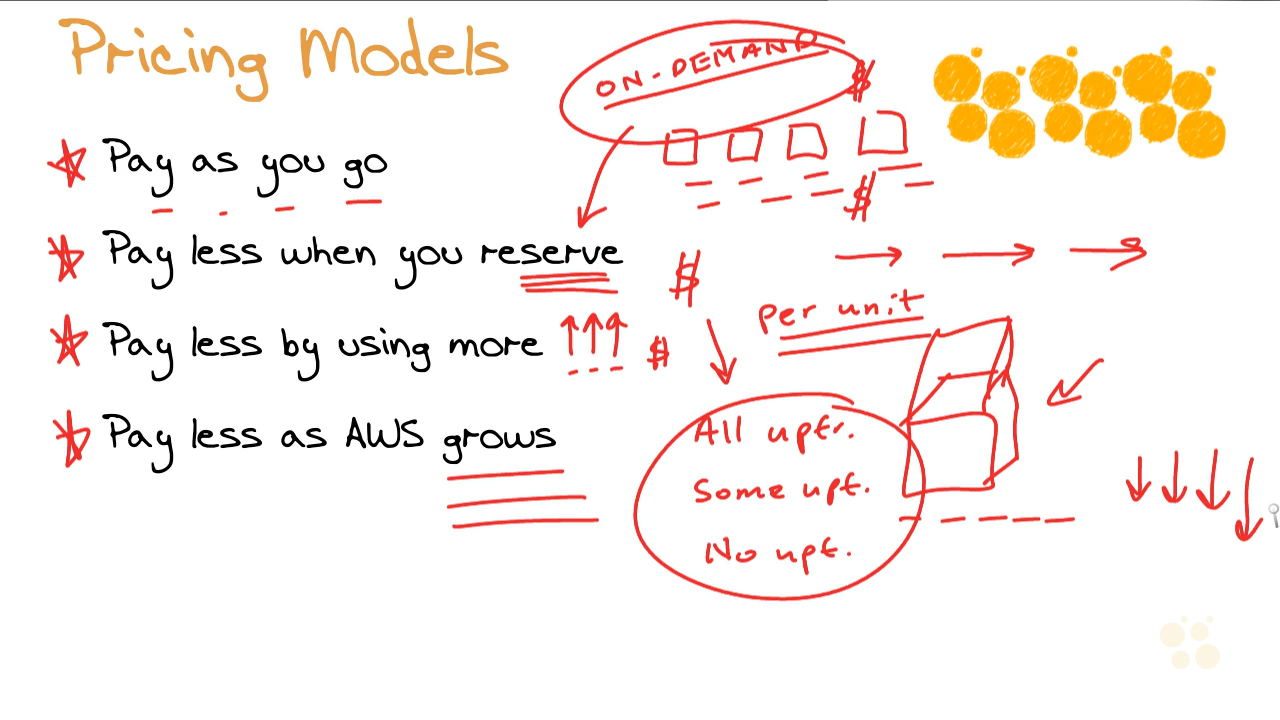 Pricing Models
ON-DEMAND
$
Pay as you go
$
Pay less when you reserve
$
per unit
Pay less by using more
$
All upfr.
Pay less as AWS grows
Some upf.
No upf.